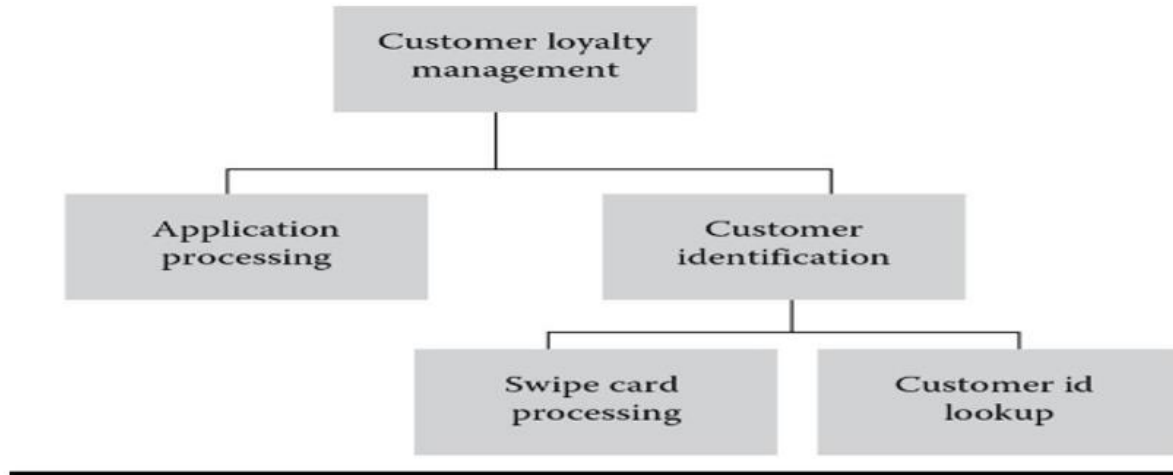 Customer loyalty
management
Application
processing
Customer
identification
Swipe card
processing
Customer id
lookup